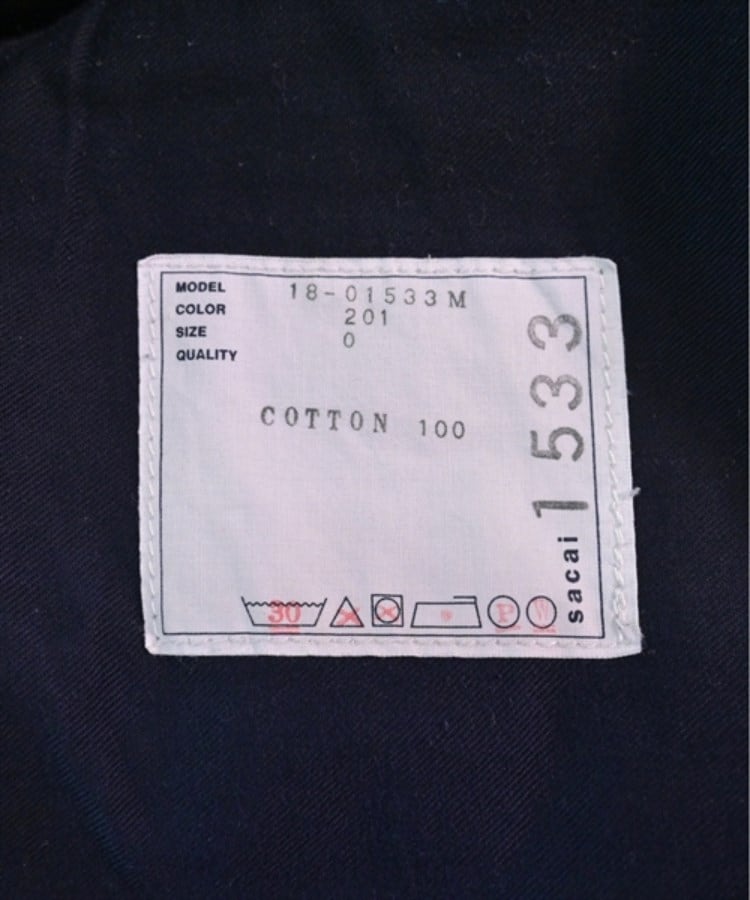 MODEL 18-01533M
COLOR 201
SIZE 0
QUALITY
COTTON 100
sacai 1533
30
P
W